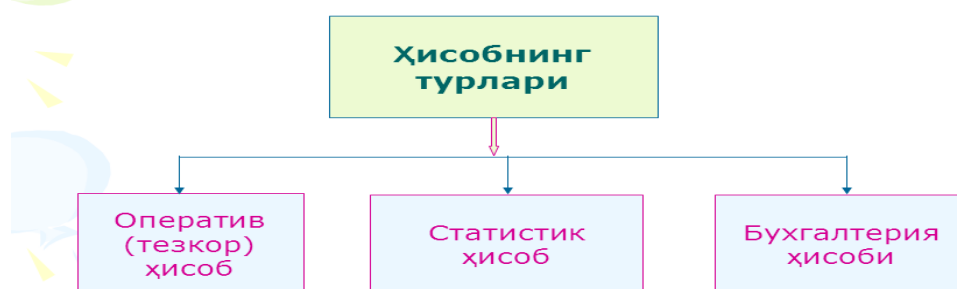 Ҳисобнинг
турлари
Оператив
(тезкор)
ҳисоб
Статистик
ҳисоб
Бухгалтерия
ҳисоби